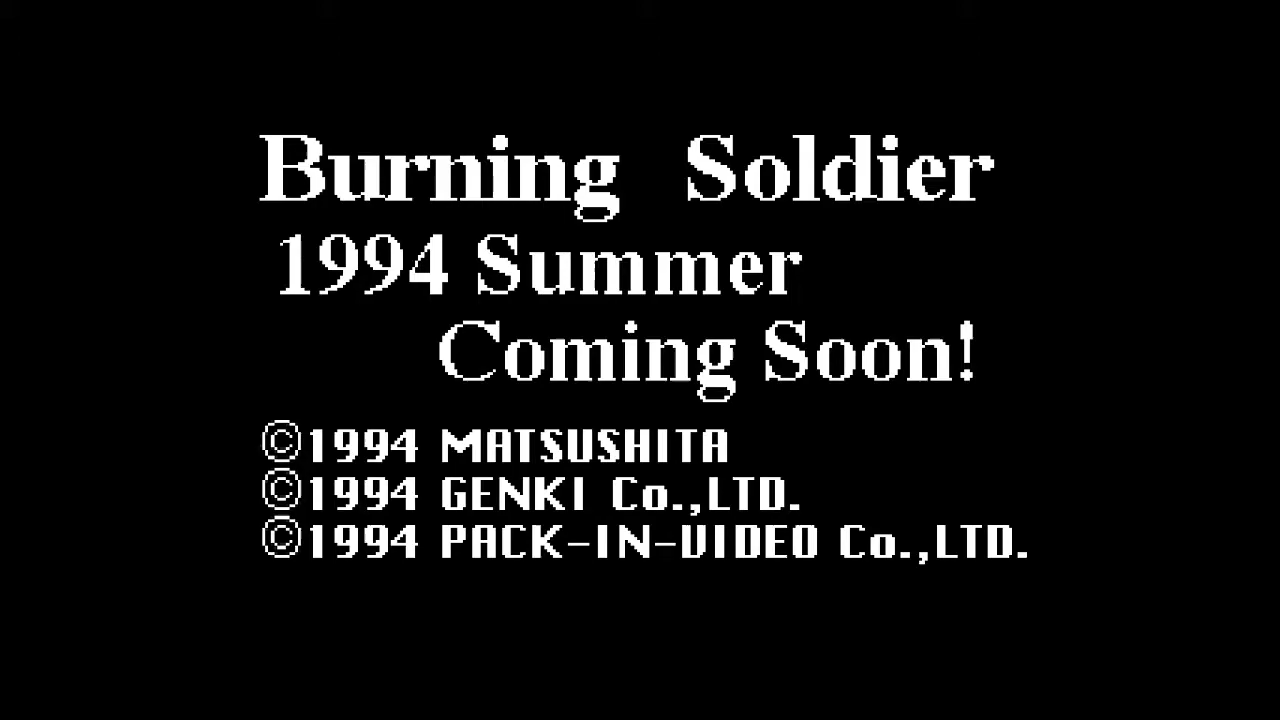 Burning Soldier
1994 Summer
Coming Soon!
©1994 MATSUSHITA
©1994 GENKI Co.,LTD.
©1994 PACK-IN-VIDEO Co.,LTD.